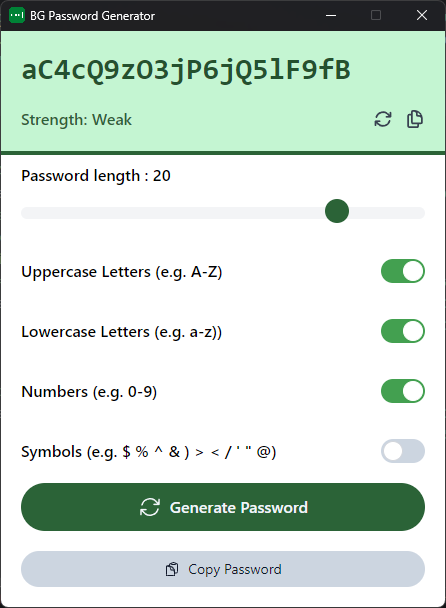 BG Password Generator
aC4cQ9zO3jP6jQ5lF9fB
Strength: Weak
Password length : 20
Uppercase Letters (e.g. A-Z)
Lowercase Letters (e.g. a-z))
Numbers (e.g. 0-9)
Symbols (e.g. $ % ^ & ) > < / ' " @)
Generate Password
Copy Password